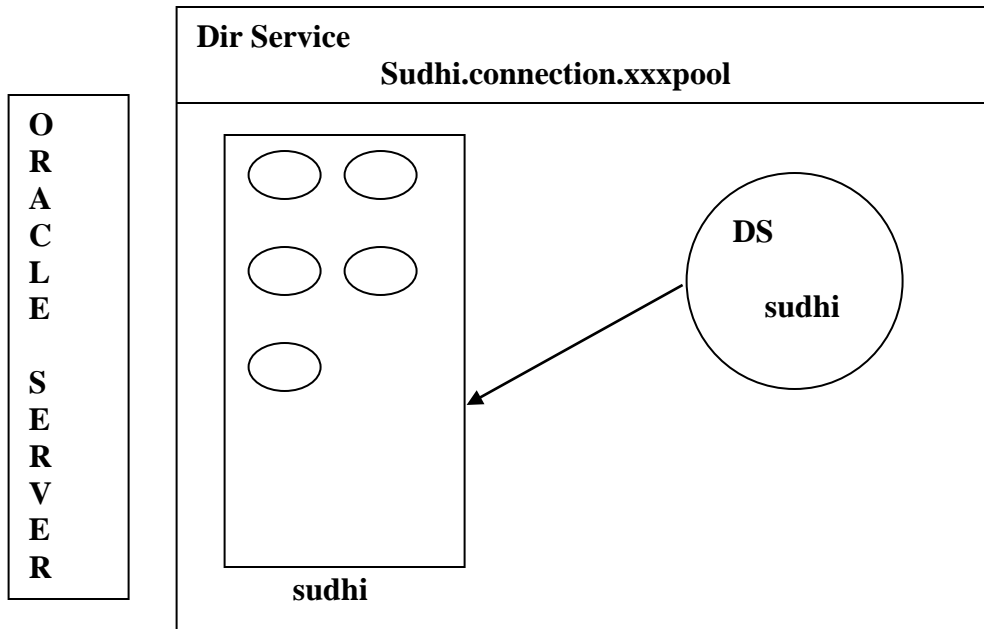 Dir Service
Sudhi.connection.xxxpool
O
R
A
C
L
E
S
E
R
V
E
R
DS
sudhi
sudhi